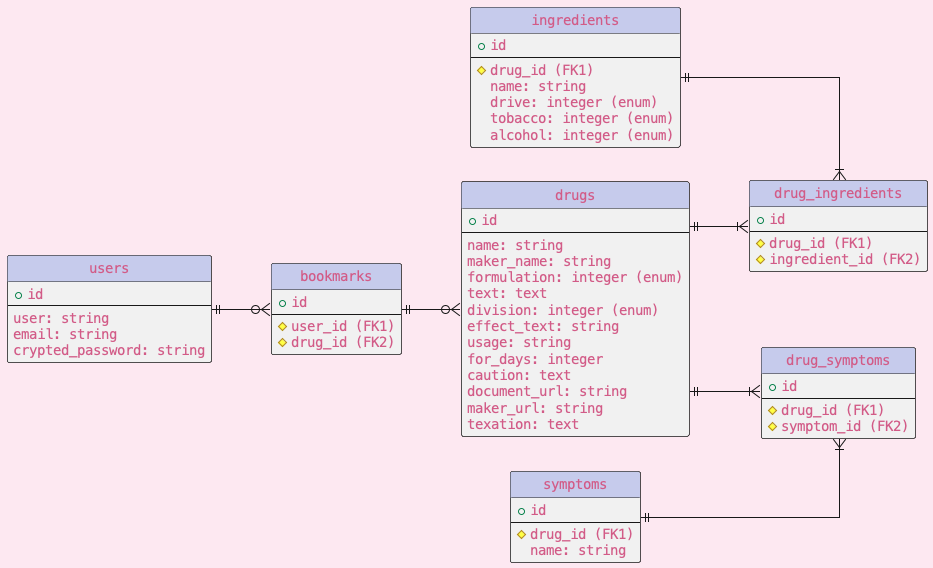 ingredients
id
drug_id (FK1)
name: string
drive: integer (enum)
tobacco: integer (enum)
alcohol: integer (enum)
drugs
id
name: string
maker_name: string
formulation: integer (enum)
text: text
division: integer (enum)
effect_text: string
usage: string
for_days: integer
caution: text
document_url: string
maker_url: string
texation: text
drug_ingredients
id
drug_id (FK1)
ingredient_id (FK2)
users
id
user: string
email: string
crypted_password: string
bookmarks
id
user_id (FK1)
drug_id (FK2)
drug_symptoms
id
drug_id (FK1)
symptom_id (FK2)
symptoms
id
drug_id (FK1)
name: string